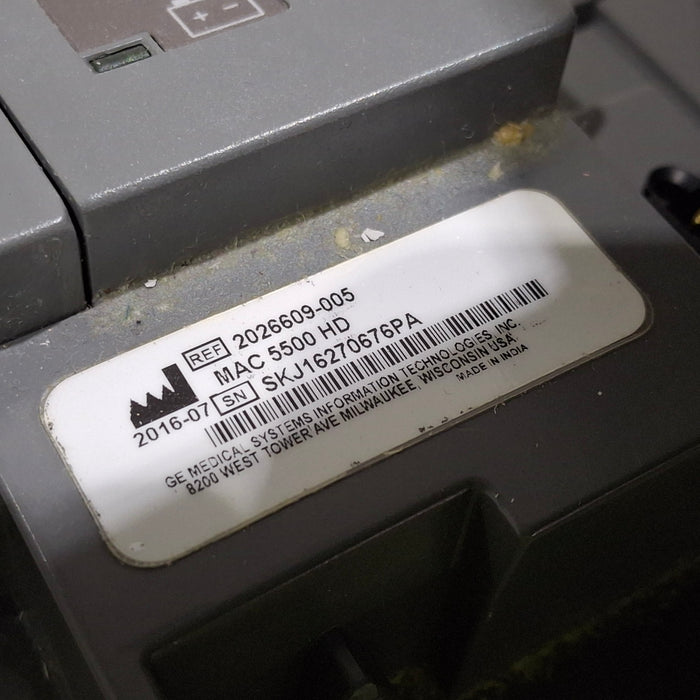 REF 2026609-005
MAC 5500 HD
2016-07 SN SKJ16270676PA
GE MEDICAL SYSTEMS INFORMATION TECHNOLOGIES, INC.
8200 WEST TOWER AVE MILWAUKEE, WISCONSIN USA
MADE IN INDIA